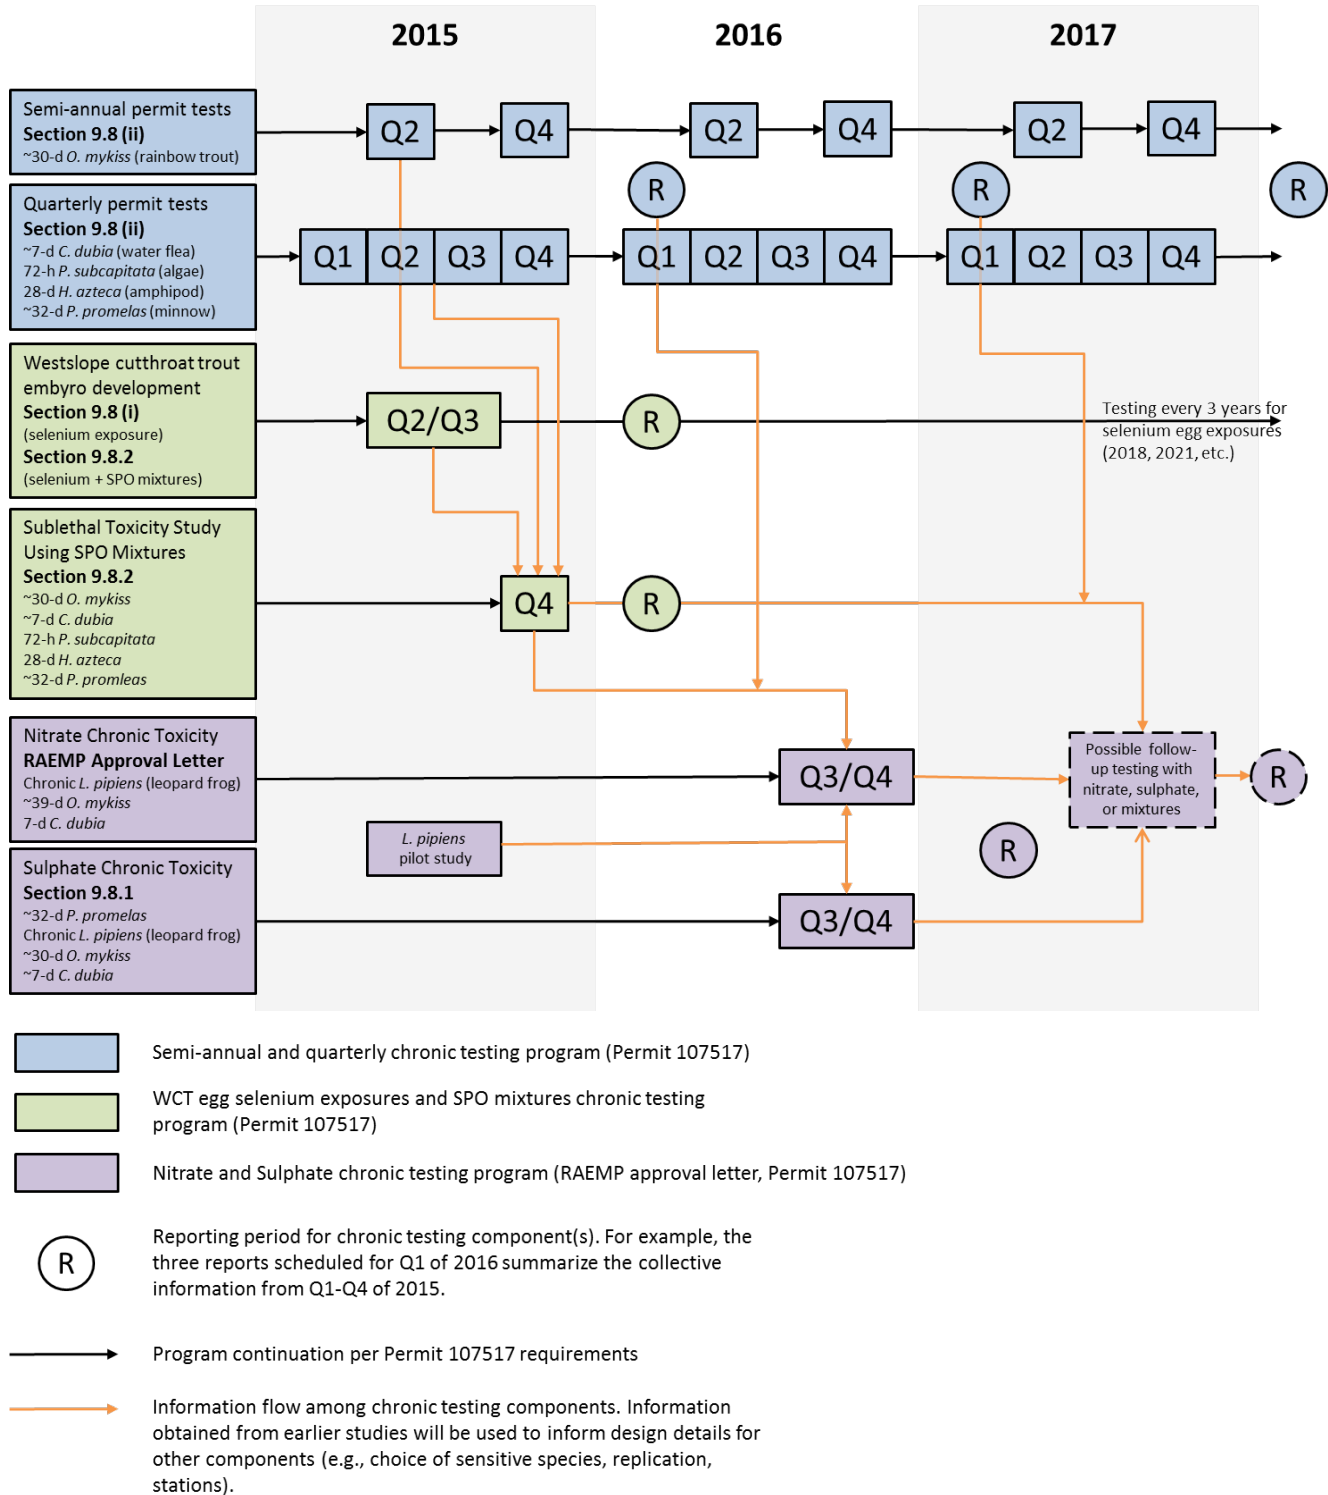 2015
2016
2017
Semi-annual permit tests
Section 9.8 (ii)
~30-d O. mykiss (rainbow trout)
Q2
Q4
Q2
Q4
Q2
Q4
R
R
R
Quarterly permit tests
Section 9.8 (ii)
~7-d C. dubia (water flea)
72-h P. subcapitata (algae)
28-d H. azteca (amphipod)
~32-d P. promelas (minnow)
Q1
Q2
Q3
Q4
Q1
Q2
Q3
Q4
Q1
Q2
Q3
Q4
Westslope cutthroat trout
embyro development
Section 9.8 (i)
(selenium exposure)
Section 9.8.2
(selenium + SPO mixtures)
Q2/Q3
R
Testing every 3 years for
selenium egg exposures
(2018, 2021, etc.)
Sublethal Toxicity Study
Using SPO Mixtures
Section 9.8.2
~30-d O. mykiss
~7-d C. dubia
72-h P. subcapitata
28-d H. azteca
~32-d P. promleas
Q4
R
Nitrate Chronic Toxicity
RAEMP Approval Letter
Chronic L. pipiens (leopard frog)
~39-d O. mykiss
7-d C. dubia
Q3/Q4
Possible follow-
up testing with
nitrate, sulphate,
or mixtures
R
L. pipiens
pilot study
R
Sulphate Chronic Toxicity
Section 9.8.1
~32-d P. promelas
Chronic L. pipiens (leopard frog)
~30-d O. mykiss
~7-d C. dubia
Q3/Q4
Semi-annual and quarterly chronic testing program (Permit 107517)
WCT egg selenium exposures and SPO mixtures chronic testing
program (Permit 107517)
Nitrate and Sulphate chronic testing program (RAEMP approval letter, Permit 107517)
R
Reporting period for chronic testing component(s). For example, the
three reports scheduled for Q1 of 2016 summarize the collective
information from Q1-Q4 of 2015.
Program continuation per Permit 107517 requirements
Information flow among chronic testing components. Information
obtained from earlier studies will be used to inform design details for
other components (e.g., choice of sensitive species, replication,
stations).